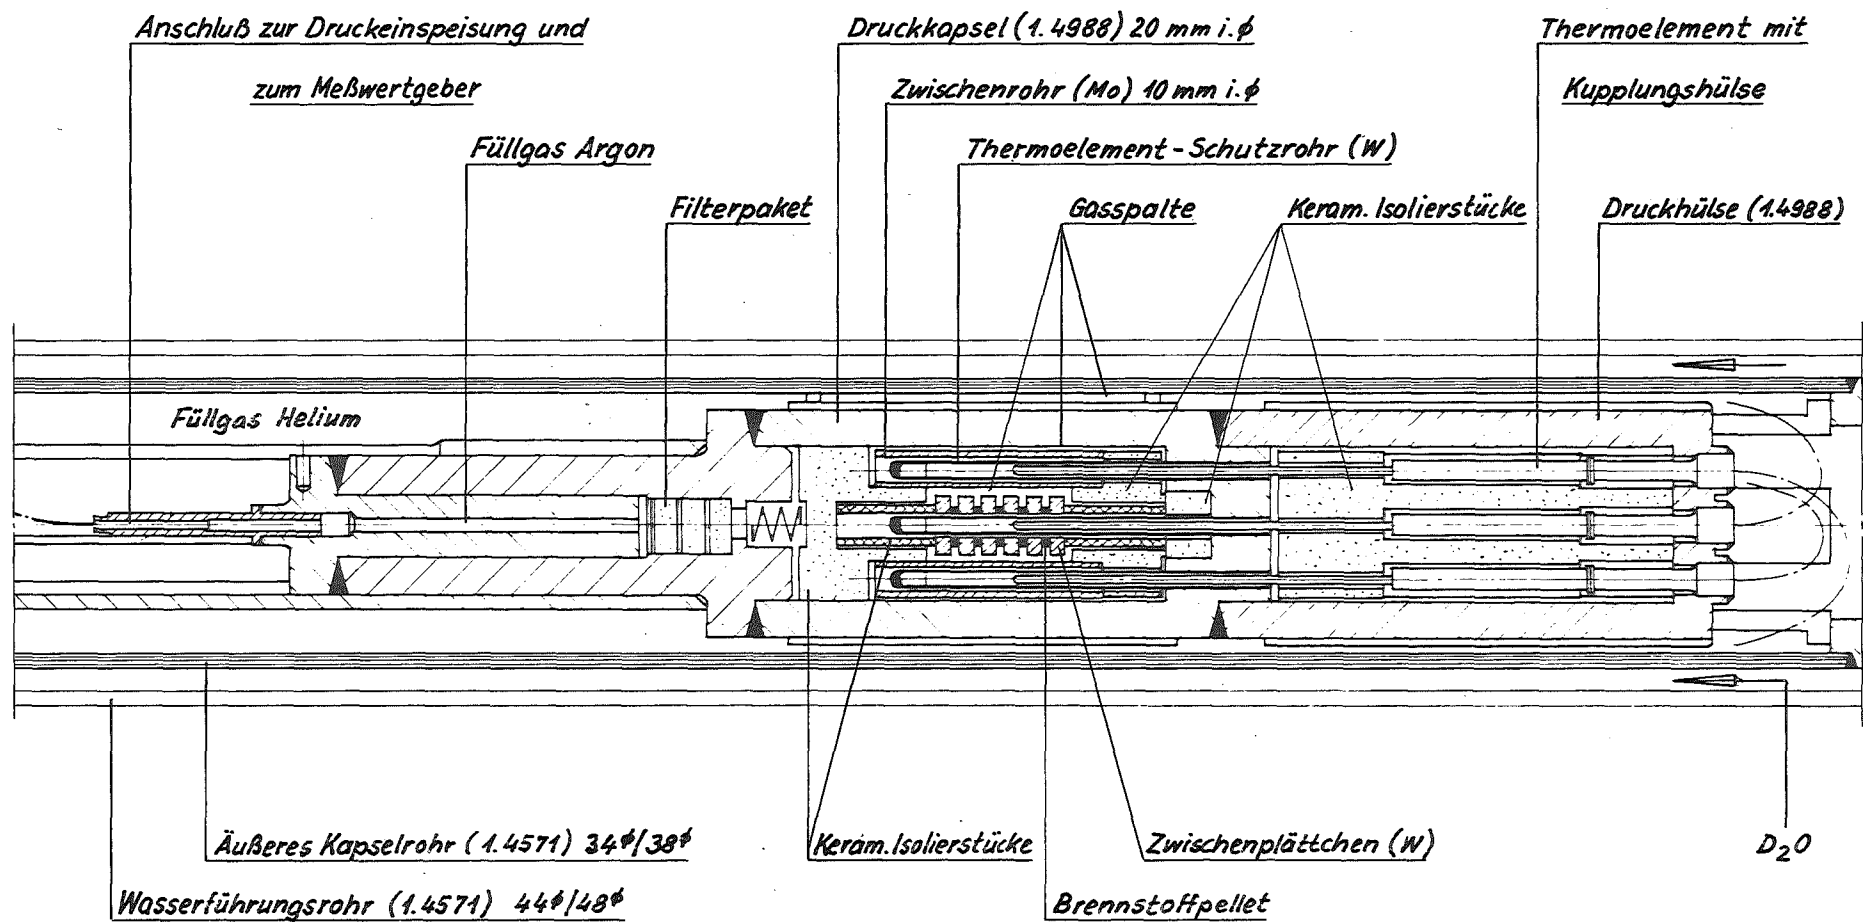 Anschluß zur Druckeinspeisung und
zum Meßwertgeber
Druckkapsel (1.4988) 20 mm i.ϕ
Thermoelement mit
Kupplungshülse
Zwischenrohr (Mo) 10 mm i.ϕ
Füllgas Argon
Thermoelement-Schutzrohr (W)
Filterpaket
Gasspalte
Keram. Isolierstücke
Druckhülse (1.4988)
Füllgas Helium
Äußeres Kapselrohr (1.4571) 34ϕ/38ϕ
Keram. Isolierstücke
Zwischenplättchen (W)
D₂O
Wasserführungsrohr (1.4571) 44ϕ/48ϕ
Brennstoffpellet